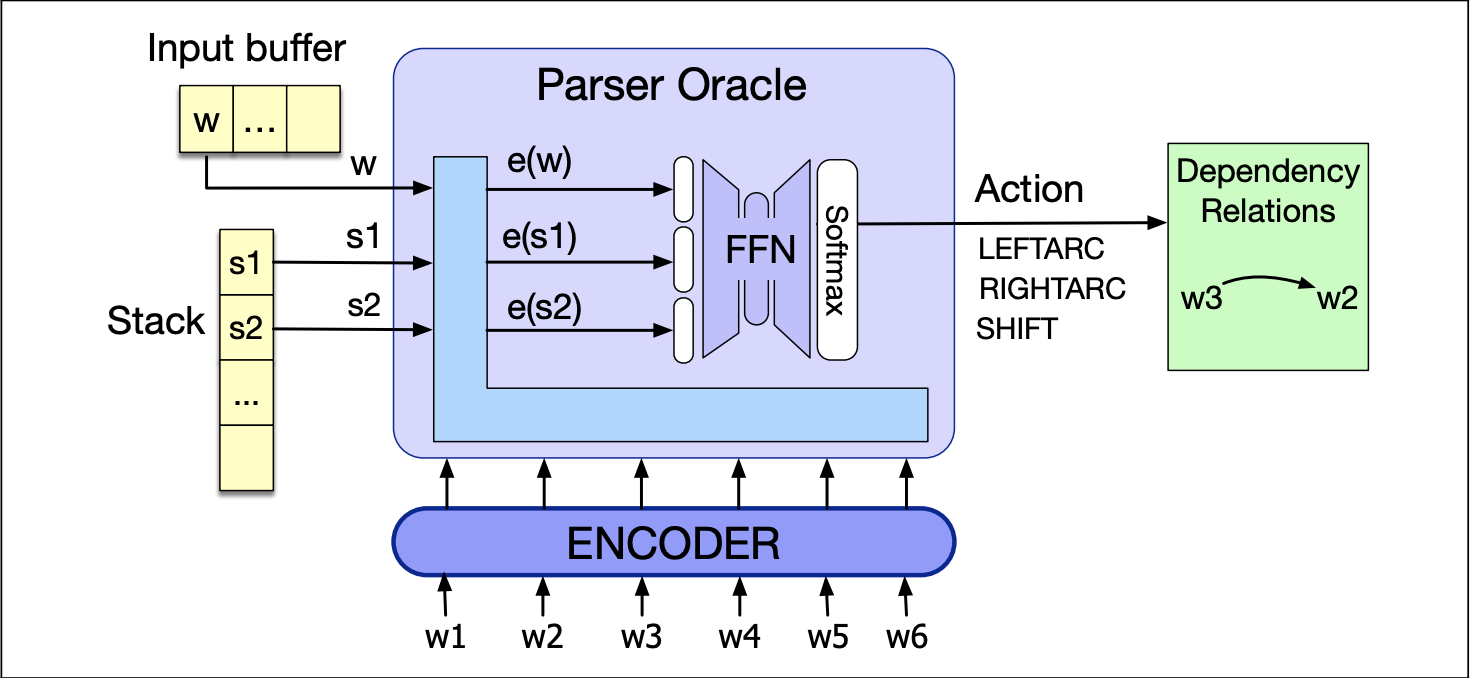 Input buffer
w
...
Parser Oracle
w
e(w)
s1
e(s1)
s2
e(s2)
Stack
s1
s2
...
FFN
Softmax
Action
LEFTARC
RIGHTARC
SHIFT
Dependency
Relations
w3
w2
ENCODER
w1 w2 w3 w4 w5 w6